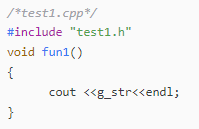 /*test1.cpp*/
#include "test1.h"
void fun1()
{
cout <<g_str<<endl;
}